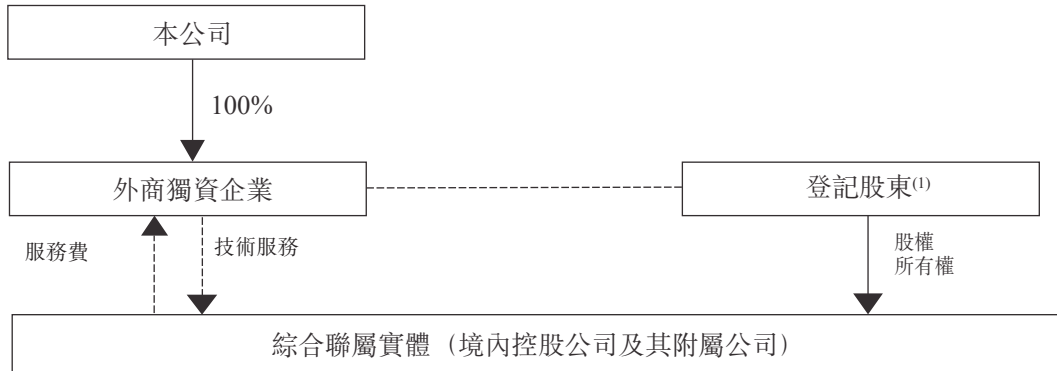 本公司
100%
外商獨資企業
登記股東(1)
服務費
技術服務
股權
所有權
綜合聯屬實體（境內控股公司及其附屬公司）